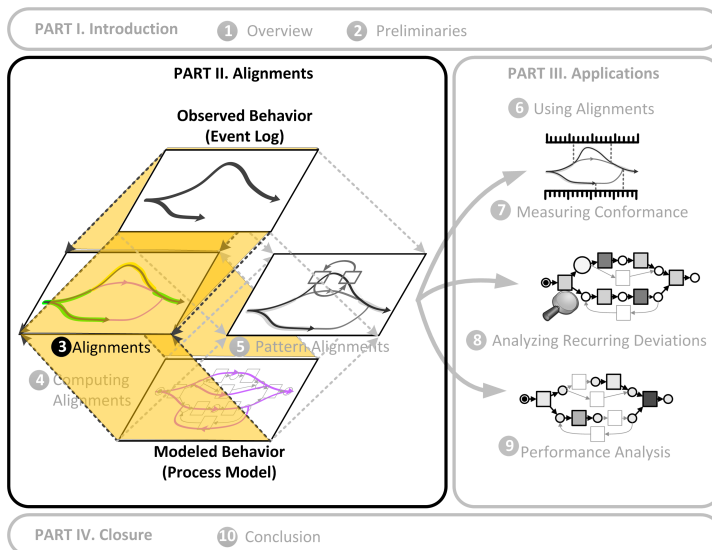 PART I. Introduction 1 Overview 2 Preliminaries
PART II. Alignments
Observed Behavior
(Event Log)
3 Alignments
5 Pattern Alignments
4 Computing
Alignments
Modeled Behavior
(Process Model)
PART III. Applications
6 Using Alignments
7 Measuring Conformance
8 Analyzing Recurring Deviations
9 Performance Analysis
PART IV. Closure 10 Conclusion